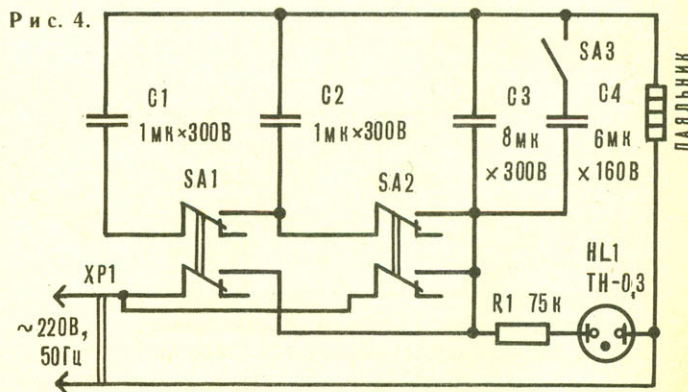 Рис. 4.
C1
1мк×300В
C2
1мк×300В
C3
8мк
×300В
SA3
C4
6мк
×160В
ПАЯЛЬНИК
SA1
SA2
XP1
~220В,
50Гц
R1 75к
HL1
ТН-0,3